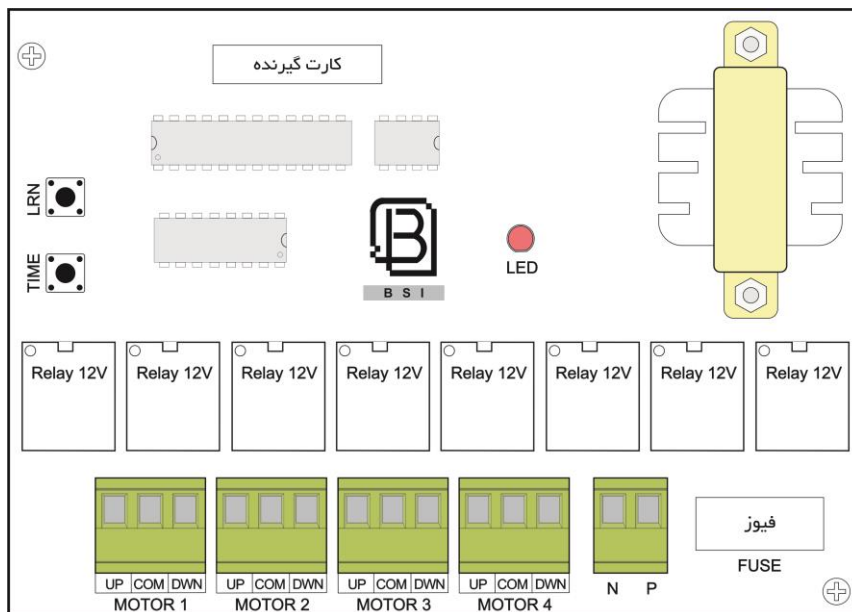 کارت گیرنده
LRN
TIME
B S I
LED
Relay 12V Relay 12V Relay 12V Relay 12V Relay 12V Relay 12V Relay 12V Relay 12V
فیوز
FUSE
UP COM DWN UP COM DWN UP COM DWN UP COM DWN N P
MOTOR 1 MOTOR 2 MOTOR 3 MOTOR 4